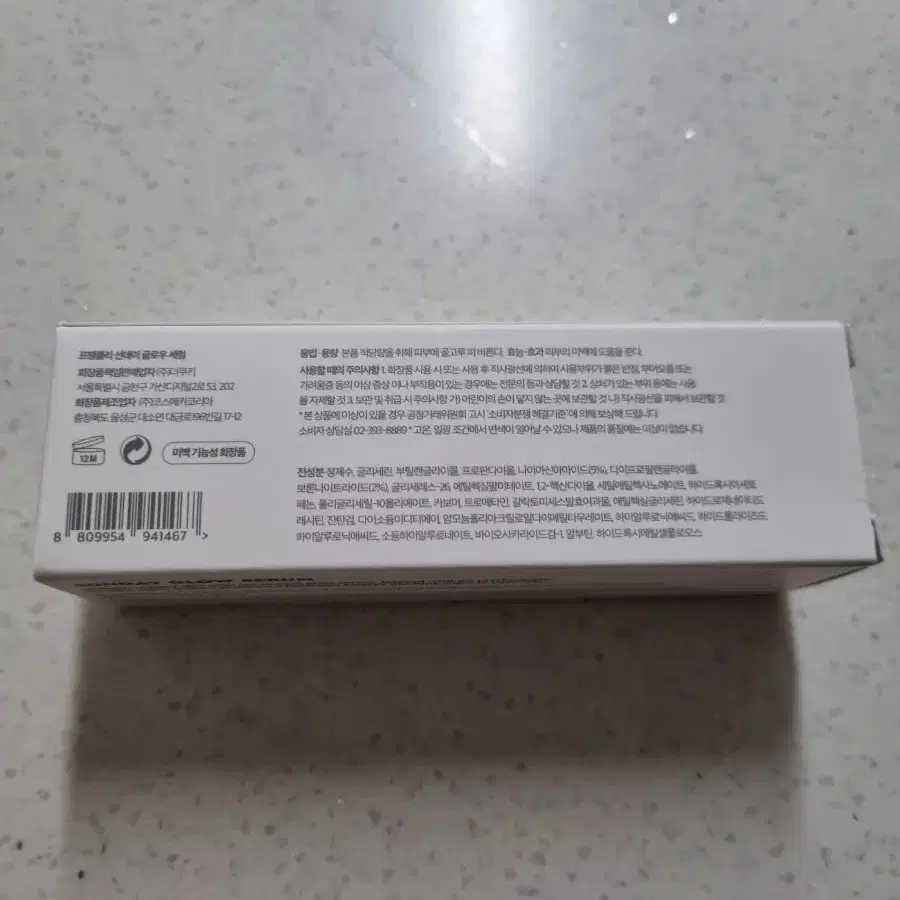 프랭클리 선데이 글로우 세럼
화장품책임판매업자 (주)더쿠키
서울특별시 금천구 가산디지털2로 53, 202
화장품제조업자 (주)코스메카코리아
충청북도 음성군 대소면 대금로196번길 17-12
12M
미백 기능성 화장품
8 809954 941467 >
용법·용량 본품 적당량을 취해 피부에 골고루 펴 바른다. 효능·효과 피부의 미백에 도움을 준다.
사용할 때의 주의사항 1. 화장품 사용 시 또는 사용 후 직사광선에 의하여 사용부위가 붉은 반점, 부어오름 또는
가려움증 등의 이상 증상이나 부작용이 있는 경우에는 전문의 등과 상담할 것 2. 상처가 있는 부위 등에는 사용
을 자제할 것 3. 보관 및 취급 시 주의사항 가) 어린이의 손이 닿지 않는 곳에 보관할 것 나) 직사광선을 피해서 보관할 것
* 본 상품에 이상이 있을 경우 공정거래위원회 고시 '소비자분쟁 해결기준'에 의해 보상해 드립니다.
소비자 상담실 02-393-8889 * 고온, 일광 조건에서 변색이 일어날 수 있으나 제품의 품질에는 이상이 없습니다.
전성분 정제수, 글리세린, 부틸렌글라이콜, 프로판다이올, 나이아신아마이드(5%), 다이프로필렌글라이콜,
보론나이트라이드(2%), 글리세레스-26, 에틸헥실팔미테이트, 1,2-헥산다이올, 세틸에틸헥사노에이트, 하이드록시아세토
페논, 폴리글리세릴-10올리에이트, 카보머, 트로메타민, 갈락토미세스발효여과물, 에틸헥실글리세린, 하이드로제네이티드
레시틴, 잔탄검, 다이소듐이디티에이, 암모늄폴리아크릴로일다이메틸타우레이트, 하이알루로닉애씨드, 하이드롤라이즈드
하이알루로닉애씨드, 소듐하이알루로네이트, 바이오사카라이드검-1, 알부틴, 하이드록시에틸셀룰로오스
SUNDAY GLOW SERUM